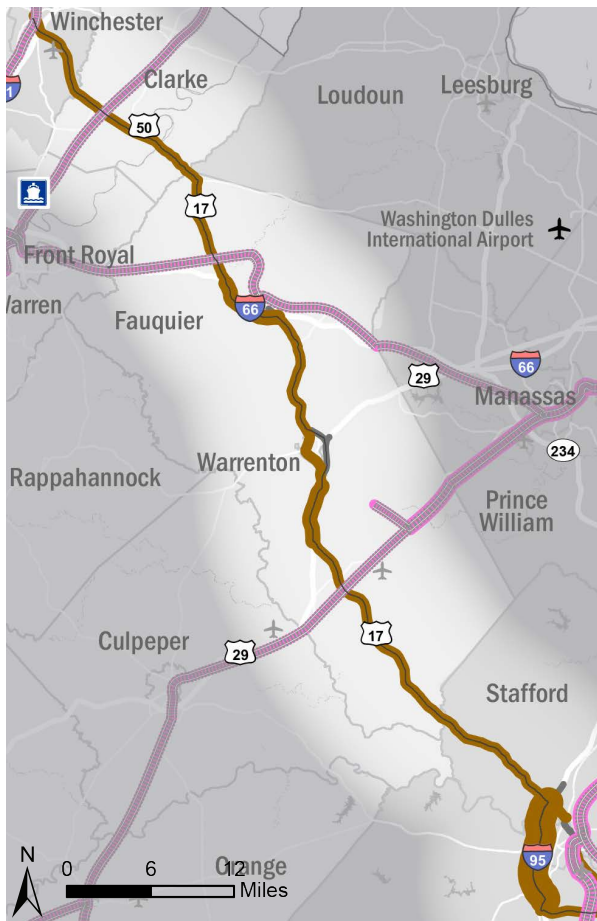 Winchester
Clarke
1
50
Loudoun
Leesburg
17
Washington Dulles
International Airport
Front Royal
Warren
66
Fauquier
66
29
Manassas
234
Warrenton
Rappahannock
Prince
William
Culpeper
29
17
Stafford
95
N
0 6 12
Orange
Miles